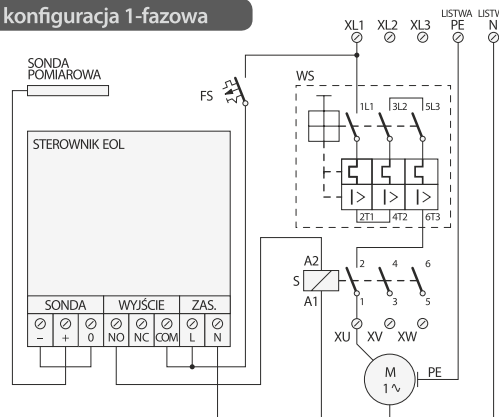 konfiguracja 1-fazowa
XL1 XL2 XL3
LISTWA
PE
LISTW
N
SONDA
POMIAROWA
FS
WS
1L1 3L2 5L3
STEROWNIK EOL
2T1 4T2 6T3
A2
S
A1
2 4 6
1 3 5
SONDA WYJŚCIE ZAS.
− + 0 NO NC COM L N
XU XV XW
M
1∿
PE